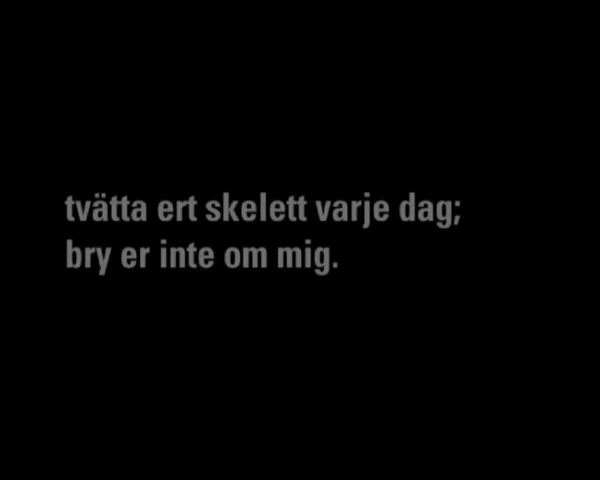 tvätta ert skelett varje dag;
bry er inte om mig.